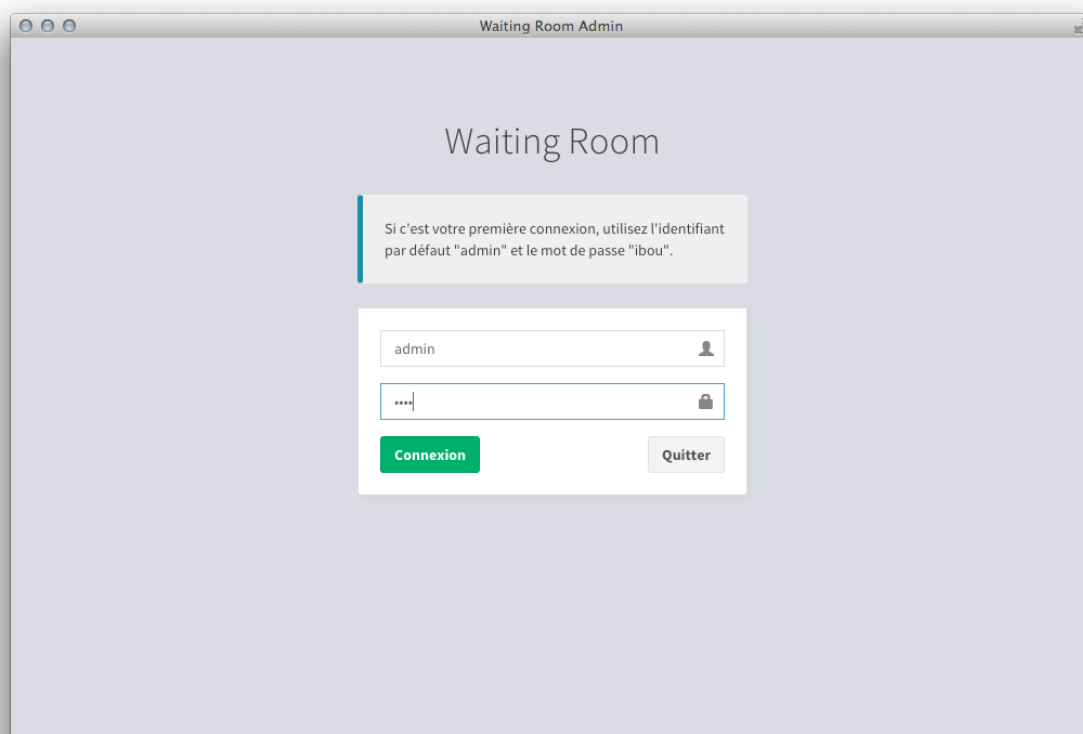 Waiting Room Admin
Waiting Room
Si c'est votre première connexion, utilisez l'identifiant
par défaut "admin" et le mot de passe "ibou".
admin
••••
Connexion
Quitter